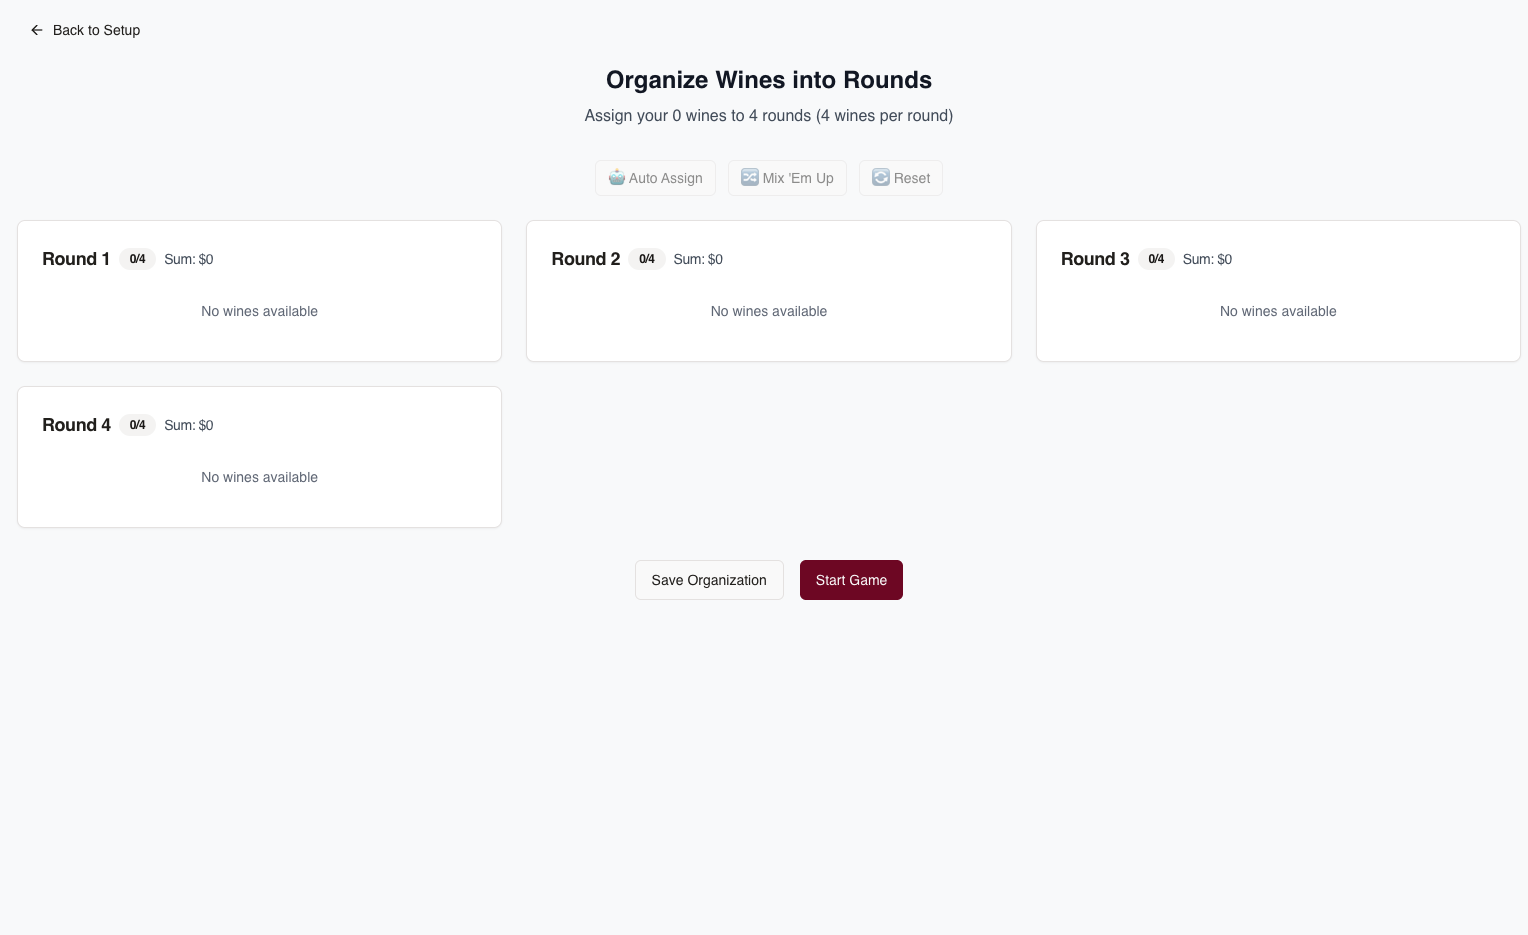 Back to Setup
Organize Wines into Rounds
Assign your 0 wines to 4 rounds (4 wines per round)
Auto Assign
Mix 'Em Up
Reset
Round 1 0/4 Sum: $0
No wines available
Round 2 0/4 Sum: $0
No wines available
Round 3 0/4 Sum: $0
No wines available
Round 4 0/4 Sum: $0
No wines available
Save Organization
Start Game